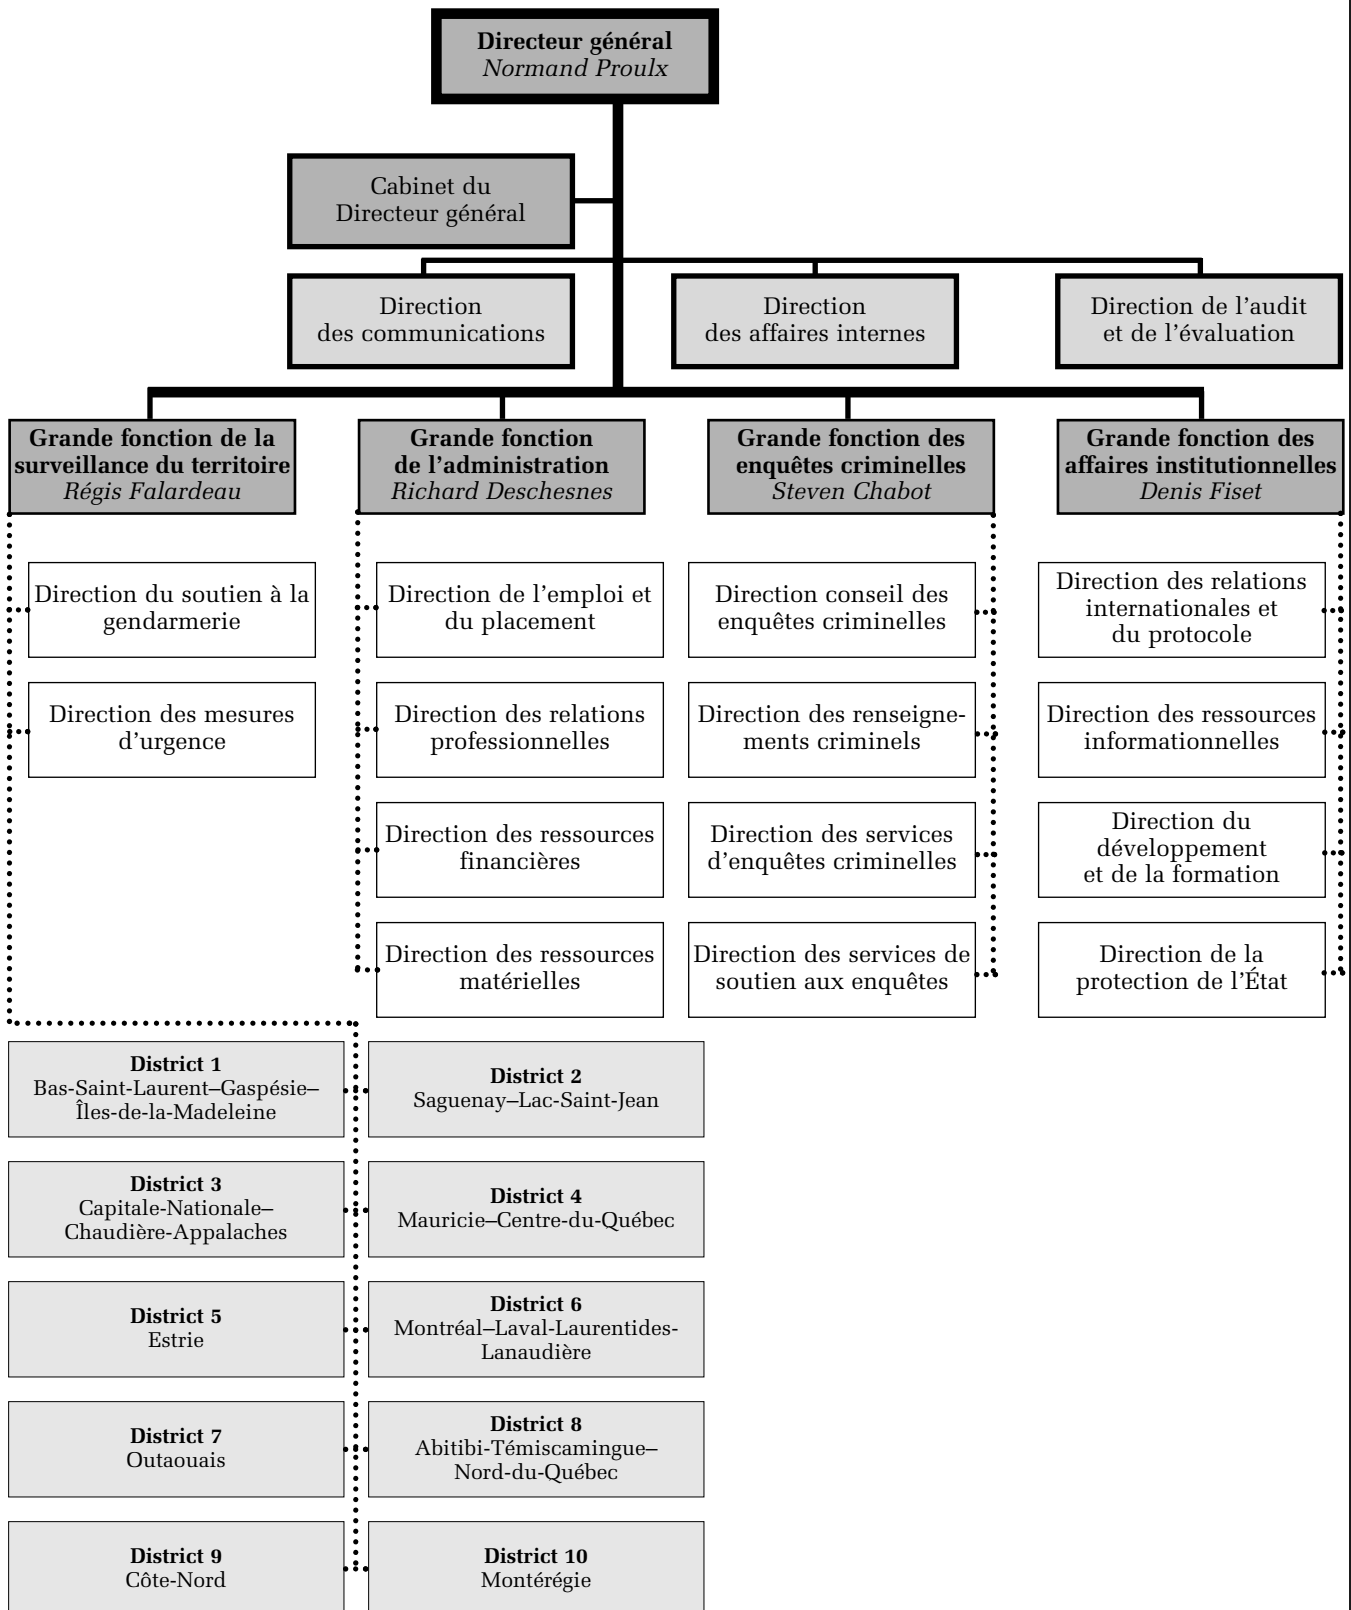 Directeur général
Normand Proulx
Cabinet du
Directeur général
Direction
des communications
Direction
des affaires internes
Direction de l'audit
et de l'évaluation
Grande fonction de la
surveillance du territoire
Régis Falardeau
Grande fonction
de l'administration
Richard Deschesnes
Grande fonction des
enquêtes criminelles
Steven Chabot
Grande fonction des
affaires institutionnelles
Denis Fiset
Direction du soutien à la
gendarmerie
Direction de l'emploi et
du placement
Direction conseil des
enquêtes criminelles
Direction des relations
internationales et
du protocole
Direction des mesures
d'urgence
Direction des relations
professionnelles
Direction des renseigne-
ments criminels
Direction des ressources
informationnelles
Direction des ressources
financières
Direction des services
d'enquêtes criminelles
Direction du
développement
et de la formation
Direction des ressources
matérielles
Direction des services de
soutien aux enquêtes
Direction de la
protection de l'État
District 1
Bas-Saint-Laurent–Gaspésie–
Îles-de-la-Madeleine
District 2
Saguenay–Lac-Saint-Jean
District 3
Capitale-Nationale–
Chaudière-Appalaches
District 4
Mauricie–Centre-du-Québec
District 5
Estrie
District 6
Montréal–Laval-Laurentides-
Lanaudière
District 7
Outaouais
District 8
Abitibi-Témiscamingue–
Nord-du-Québec
District 9
Côte-Nord
District 10
Montérégie